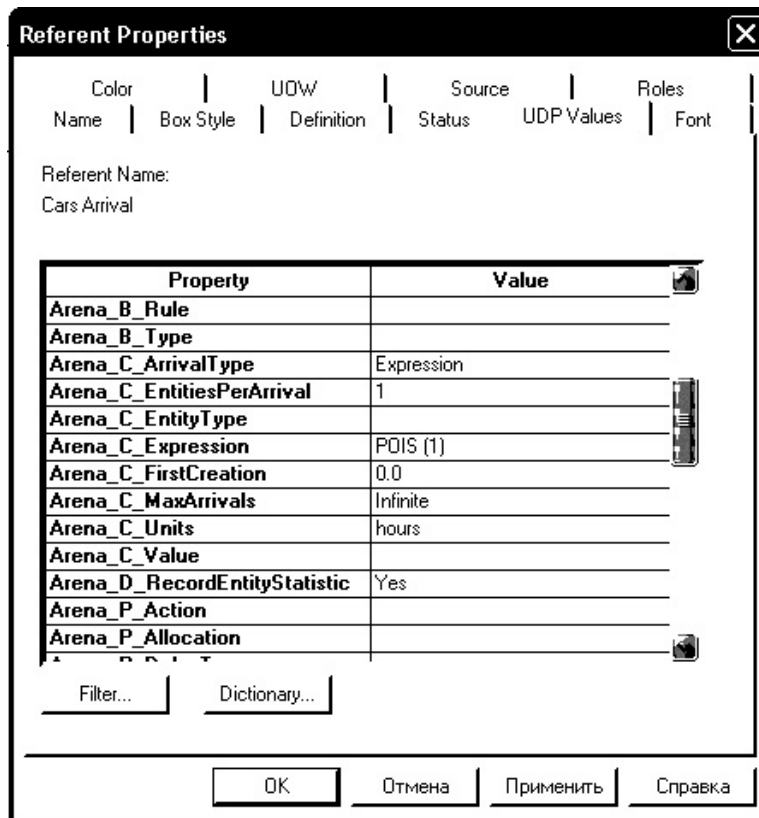 Referent Properties
Color UOW Source Roles
Name Box Style Definition Status UDP Values Font
Referent Name:
Cars Arrival
Property Value
Arena_B_Rule
Arena_B_Type
Arena_C_ArrivalType Expression
Arena_C_EntitiesPerArrival 1
Arena_C_EntityType
Arena_C_Expression POIS (1)
Arena_C_FirstCreation 0.0
Arena_C_MaxArrivals Infinite
Arena_C_Units hours
Arena_C_Value
Arena_D_RecordEntityStatistic Yes
Arena_P_Action
Arena_P_Allocation
Filter... Dictionary...
OK Отмена Применить Справка